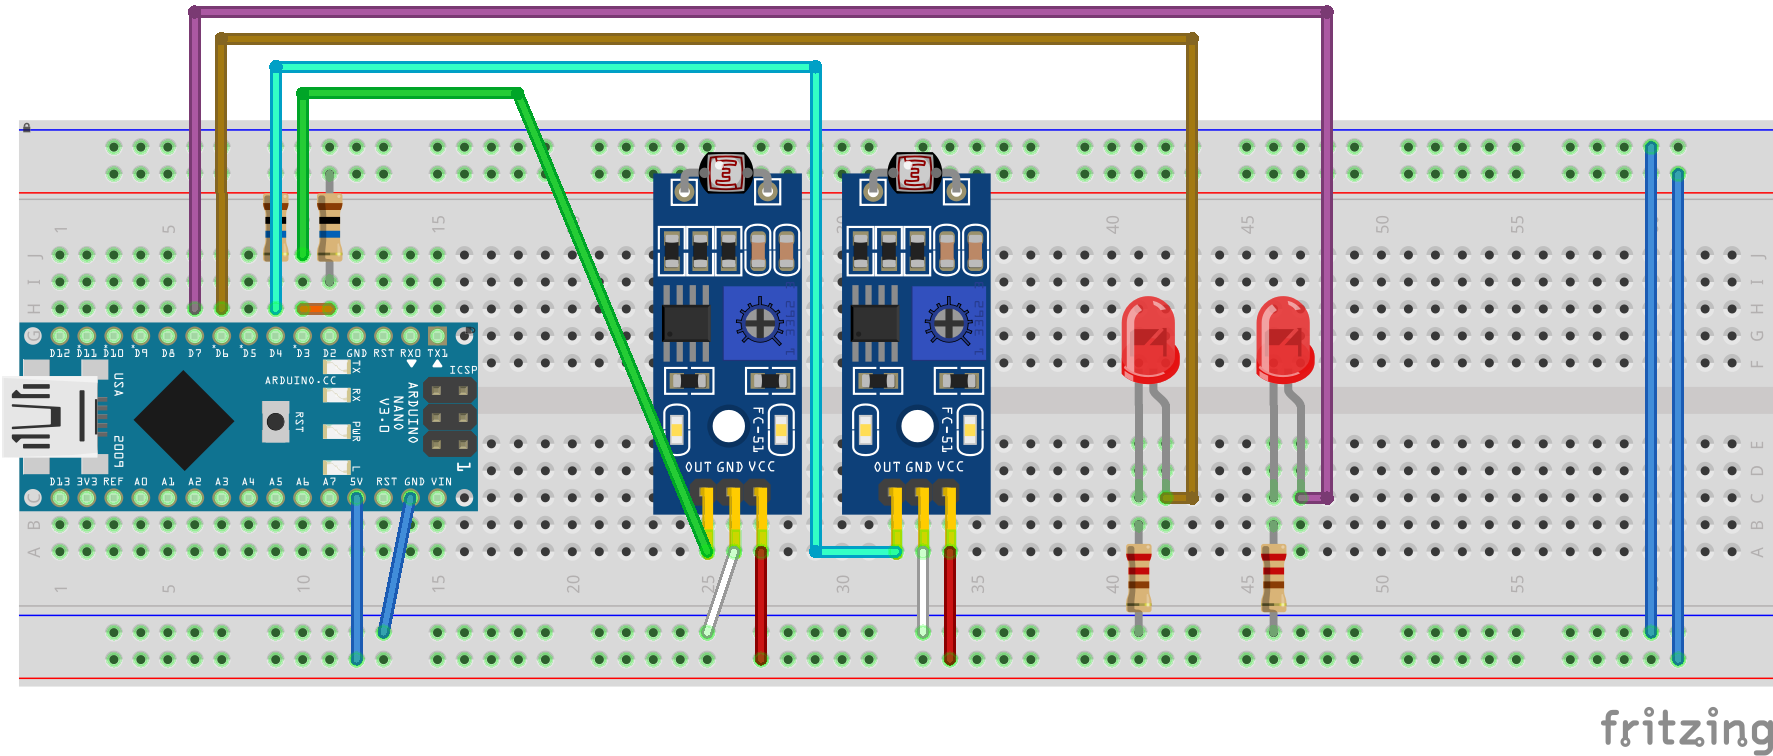 1 5 10 15 35 40 45 50 55
J J
I I
H H
G G
F F
D12 D11 D10 D9 D8 D7 D6 D5 D4 D3 D2 GND RST RX0 TX1
ARDUINO.CC
TX
RX
PWR
L
RST
USA
2009
ICSP
1
ARDUINO
NANO
V3.0
D13 3V3 REF A0 A1 A2 A3 A4 A5 A6 A7 5V RST GND VIN
FC-51
OUT GND VCC
FC-51
OUT GND VCC
E E
D D
C C
B B
A A
1 5 10 15 20 25 30 35 40 45 50 55
fritzing